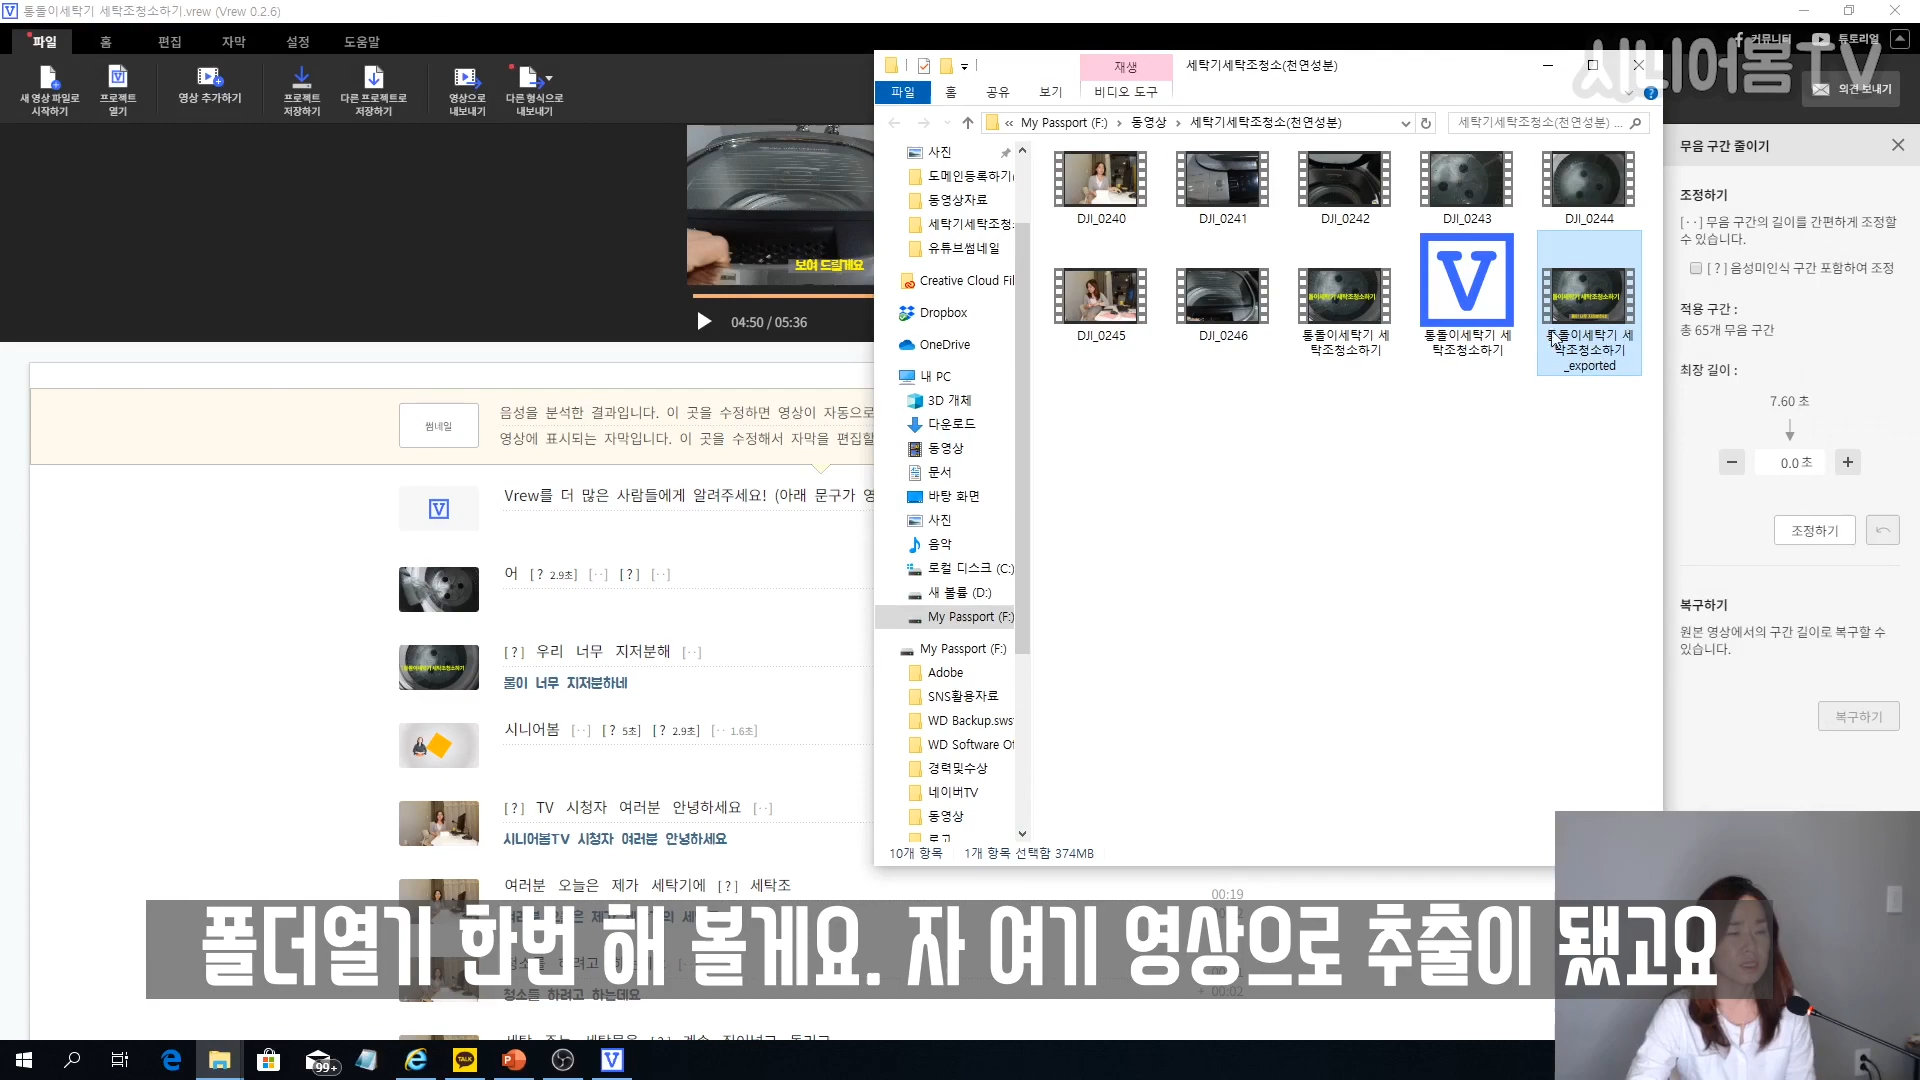 통돌이세탁기 세탁조청소하기.vrew (Vrew 0.2.6)
파일 홈 편집 자막 설정 도움말
커뮤니티 튜토리얼
시니어봄TV
새 영상 파일로 시작하기
프로젝트 열기
영상 추가하기
프로젝트 저장하기
다른 프로젝트로 저장하기
영상으로 내보내기
다른 형식으로 내보내기
의견 보내기
재생
세탁기세탁조청소(천연성분)
파일 홈 공유 보기 비디오 도구
« My Passport (F:) › 동영상 › 세탁기세탁조청소(천연성분)
세탁기세탁조청소(천연성분) ...
사진
도메인등록하기(
동영상자료
세탁기세탁조청:
유튜브썸네일
Creative Cloud Fil
Dropbox
OneDrive
내 PC
3D 개체
다운로드
동영상
문서
바탕 화면
사진
음악
로컬 디스크 (C:)
새 볼륨 (D:)
My Passport (F:)
My Passport (F:)
Adobe
SNS활용자료
WD Backup.sws
WD Software Of
경력및수상
네이버TV
동영상
로고
DJI_0240
DJI_0241
DJI_0242
DJI_0243
DJI_0244
DJI_0245
DJI_0246
통돌이세탁기 세탁조청소하기
통돌이세탁기 세탁조청소하기
통돌이세탁기 세탁조청소하기_exported
10개 항목 1개 항목 선택함 374MB
보여 드릴게요
04:50 / 05:36
썸네일
음성을 분석한 결과입니다. 이 곳을 수정하면 영상이 자동으로
영상에 표시되는 자막입니다. 이 곳을 수정해서 자막을 편집할
Vrew를 더 많은 사람들에게 알려주세요! (아래 문구가 영
어 [ ? 2.9초] [··] [?] [··]
[?] 우리 너무 지저분해 [··]
물이 너무 지저분하네
시니어봄 [··] [ ? 5초] [ ? 2.9초] [·· 1.6초]
[?] TV 시청자 여러분 안녕하세요 [··]
시니어봄TV 시청자 여러분 안녕하세요
여러분 오늘은 제가 세탁기에 [?] 세탁조
00:19
청소를 하려고 하는데요
00:02
무음 구간 줄이기
조정하기
[··] 무음 구간의 길이를 간편하게 조정할
수 있습니다.
[ ? ] 음성미인식 구간 포함하여 조정
적용 구간 :
총 65개 무음 구간
최장 길이 :
7.60 초
0.0 초
조정하기
복구하기
원본 영상에서의 구간 길이로 복구할 수
있습니다.
복구하기
폴더열기 한번 해 볼게요. 자 여기 영상으로 추출이 됐고요
99+
TALK